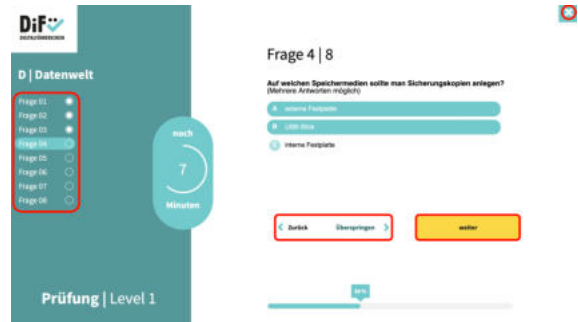 DiF
DIGITALFÜHRERSCHEIN
D | Datenwelt
Frage 01
Frage 02
Frage 03
Frage 04
Frage 05
Frage 06
Frage 07
Frage 08
noch
7
Minuten
Prüfung | Level 1
Frage 4 | 8
Auf welchen Speichermedien sollte man Sicherungskopien anlegen?
(Mehrere Antworten möglich)
A externe Festplatte
B USB-Stick
C interne Festplatte
Zurück Überspringen weiter